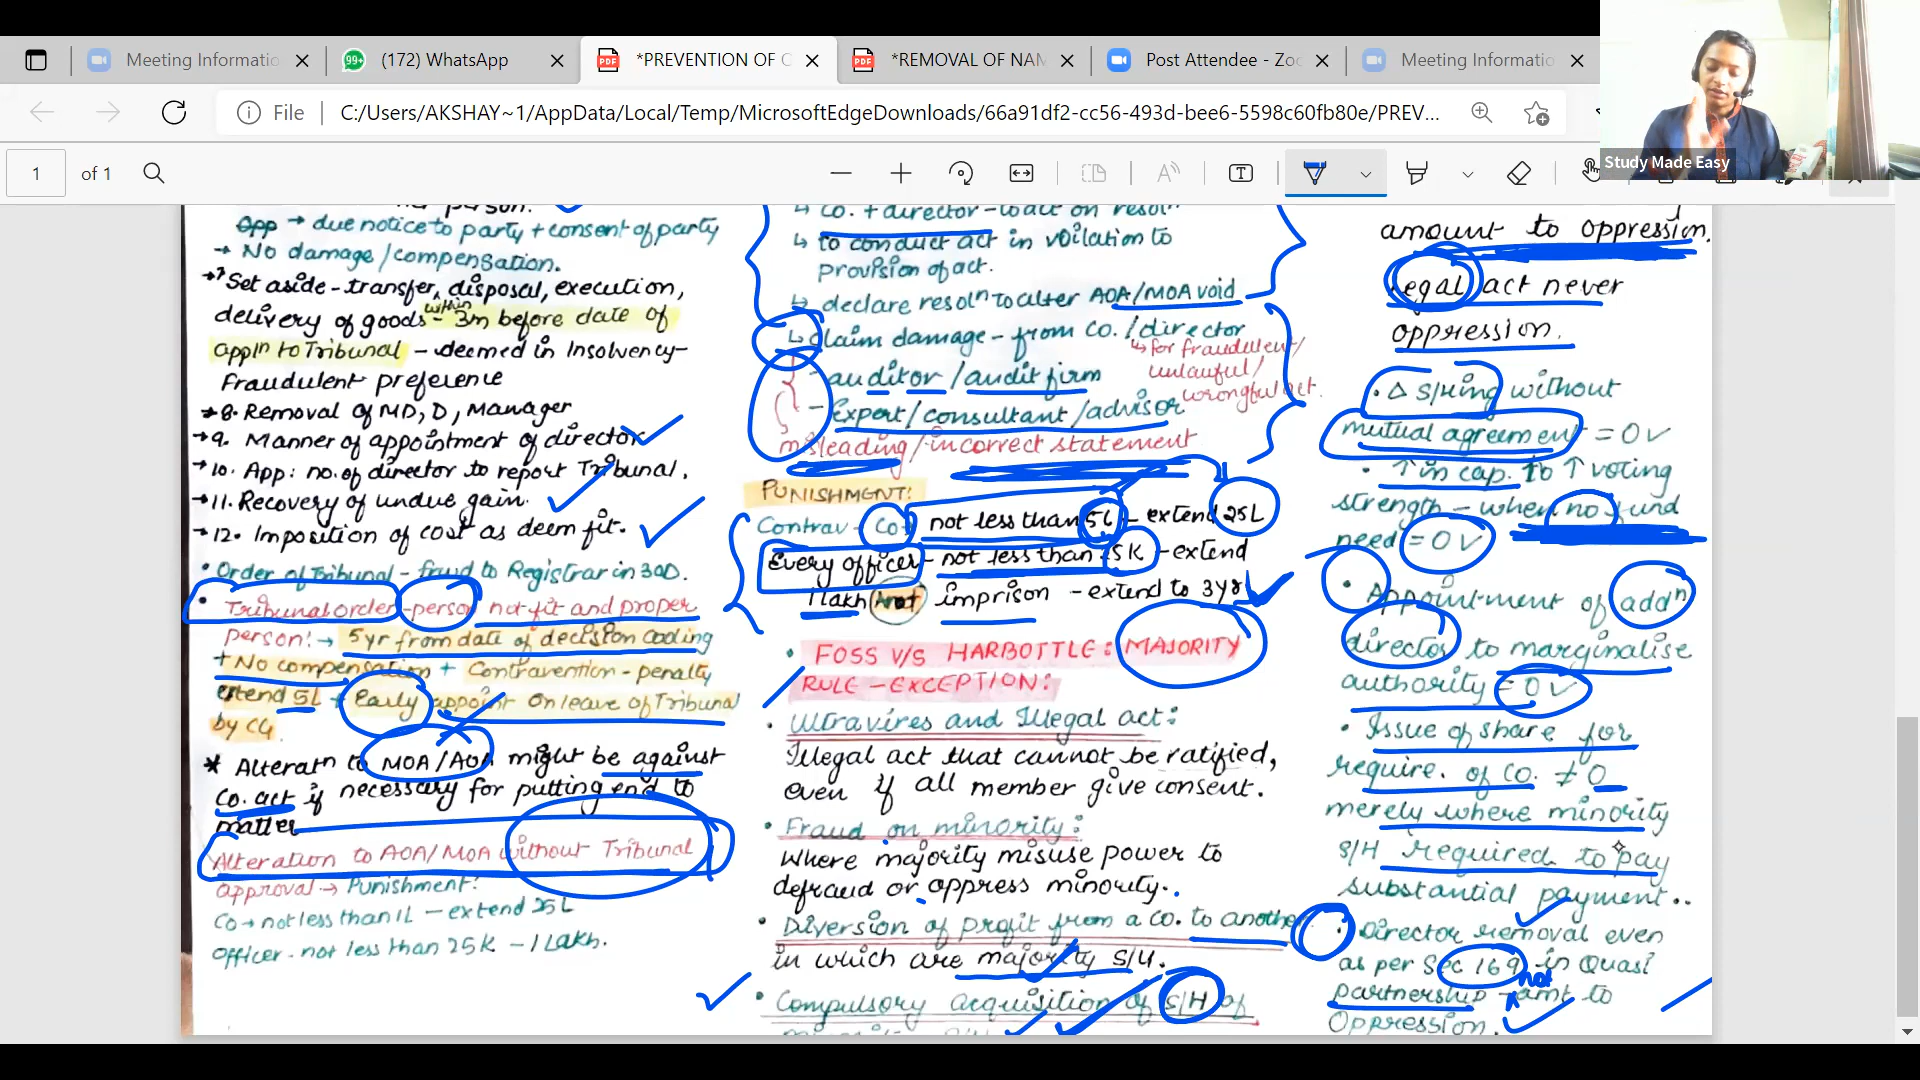 Meeting Informatio
(172) WhatsApp
*PREVENTION OF O
*REMOVAL OF NAM
Post Attendee - Zoo
Meeting Informatio
99+
File
C:/Users/AKSHAY~1/AppData/Local/Temp/MicrosoftEdgeDownloads/66a91df2-cc56-493d-bee6-5598c60fb80e/PREV...
Study Made Easy
1 of 1
person.
App → due notice to party + consent of party
→ No damage/compensation.
→7 Set aside - transfer, disposal, execution,
delivery of goods - within 3m before date of
appln to Tribunal - deemed in Insolvency-
Fraudulent preference
→8. Removal of MD, D, Manager
→9. Manner of appointment of director
→10. App: no. of director to report Tribunal.
→11. Recovery of undue gain.
→12. Imposition of cost as deem fit.
• Order of Tribunal - to Registrar in 30D.
• Tribunal order - person not fit and proper
person: → 5yr from date of decision
+ No compensation + Contravention - penalty
extend 5L + Early appoint on leave of Tribunal
by CG.
* Alteratn to MOA/AOA might be against
Co. act if necessary for putting end to
matter
Alteration to AOA/MOA without Tribunal
approval → Punishment:
Co → not less than 1L - extend 25L
Officer - not less than 25K - 1 Lakh.
↳ Co. + director - to act on resoln
↳ to conduct act in voilation to
provision of act.
↳ declare resoln to alter AOA/MOA void
↳ claim damage - from Co. / director
↳ for fraudulent/
unlawful/
wrongful act.
- auditor / audit firm
- Expert / consultant / advisor
misleading / incorrect statement
PUNISHMENT:
Contrav - Co → not less than 5L - extend 25L
Every officer - not less than 25K - extend
1 lakh imprison - extend to 3yr
• FOSS V/S HARBOTTLE: MAJORITY
RULE - EXCEPTION:
• Ultravires and Illegal act:
Illegal act that cannot be ratified,
even if all member give consent.
• Fraud on minority:
Where majority misuse power to
defraud or oppress minority.
• Diversion of profit from a co. to another
in which are majority S/H.
• Compulsory acquisition of S/H of
amount to oppression.
• legal act never
oppression.
• Δ S/King without
mutual agreement = O ✓
• ↑ in cap. to ↑ voting
strength - when no fund
need = O ✓
• Appointment of addn
director to marginalise
authority = O ✓
• Issue of share for
require. of Co. ≠ O
merely where minority
S/H required to pay
substantial payment..
• Director removal even
as per Sec 169 in Quasi
partnership - not amt to
Oppression.